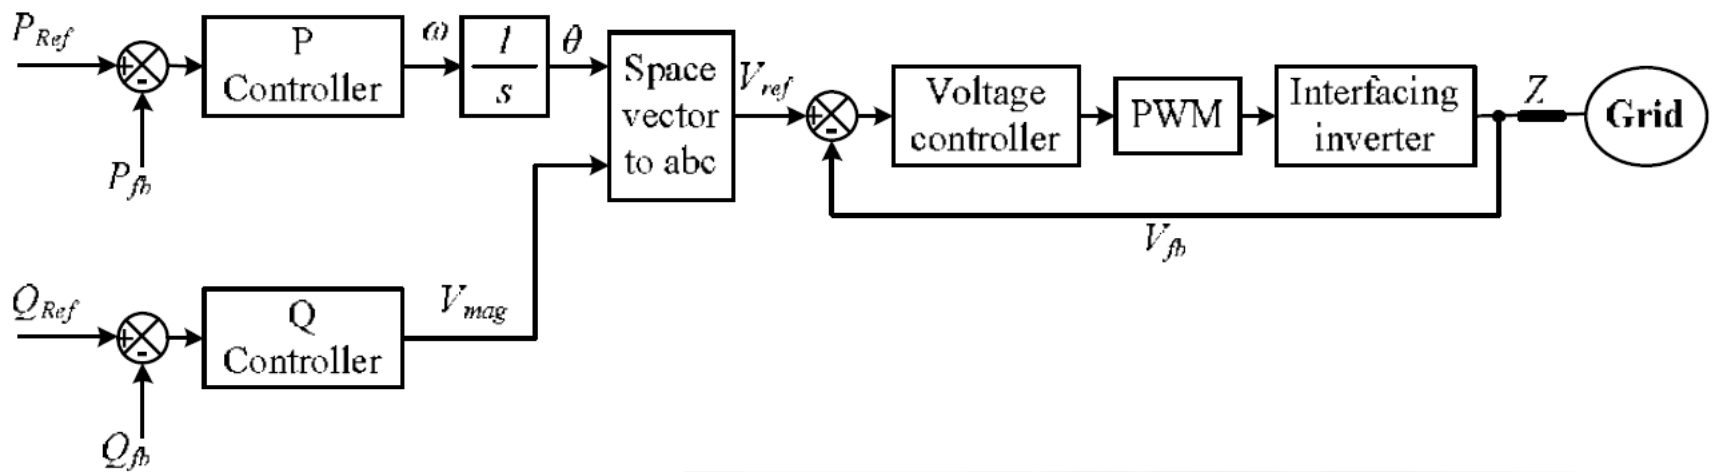 P_Ref
+
-
P_fb
P
Controller
ω
1
s
θ
Space
vector
to abc
V_ref
+
-
Voltage
controller
PWM
Interfacing
inverter
Z
Grid
V_fb
Q_Ref
+
-
Q_fb
Q
Controller
V_mag